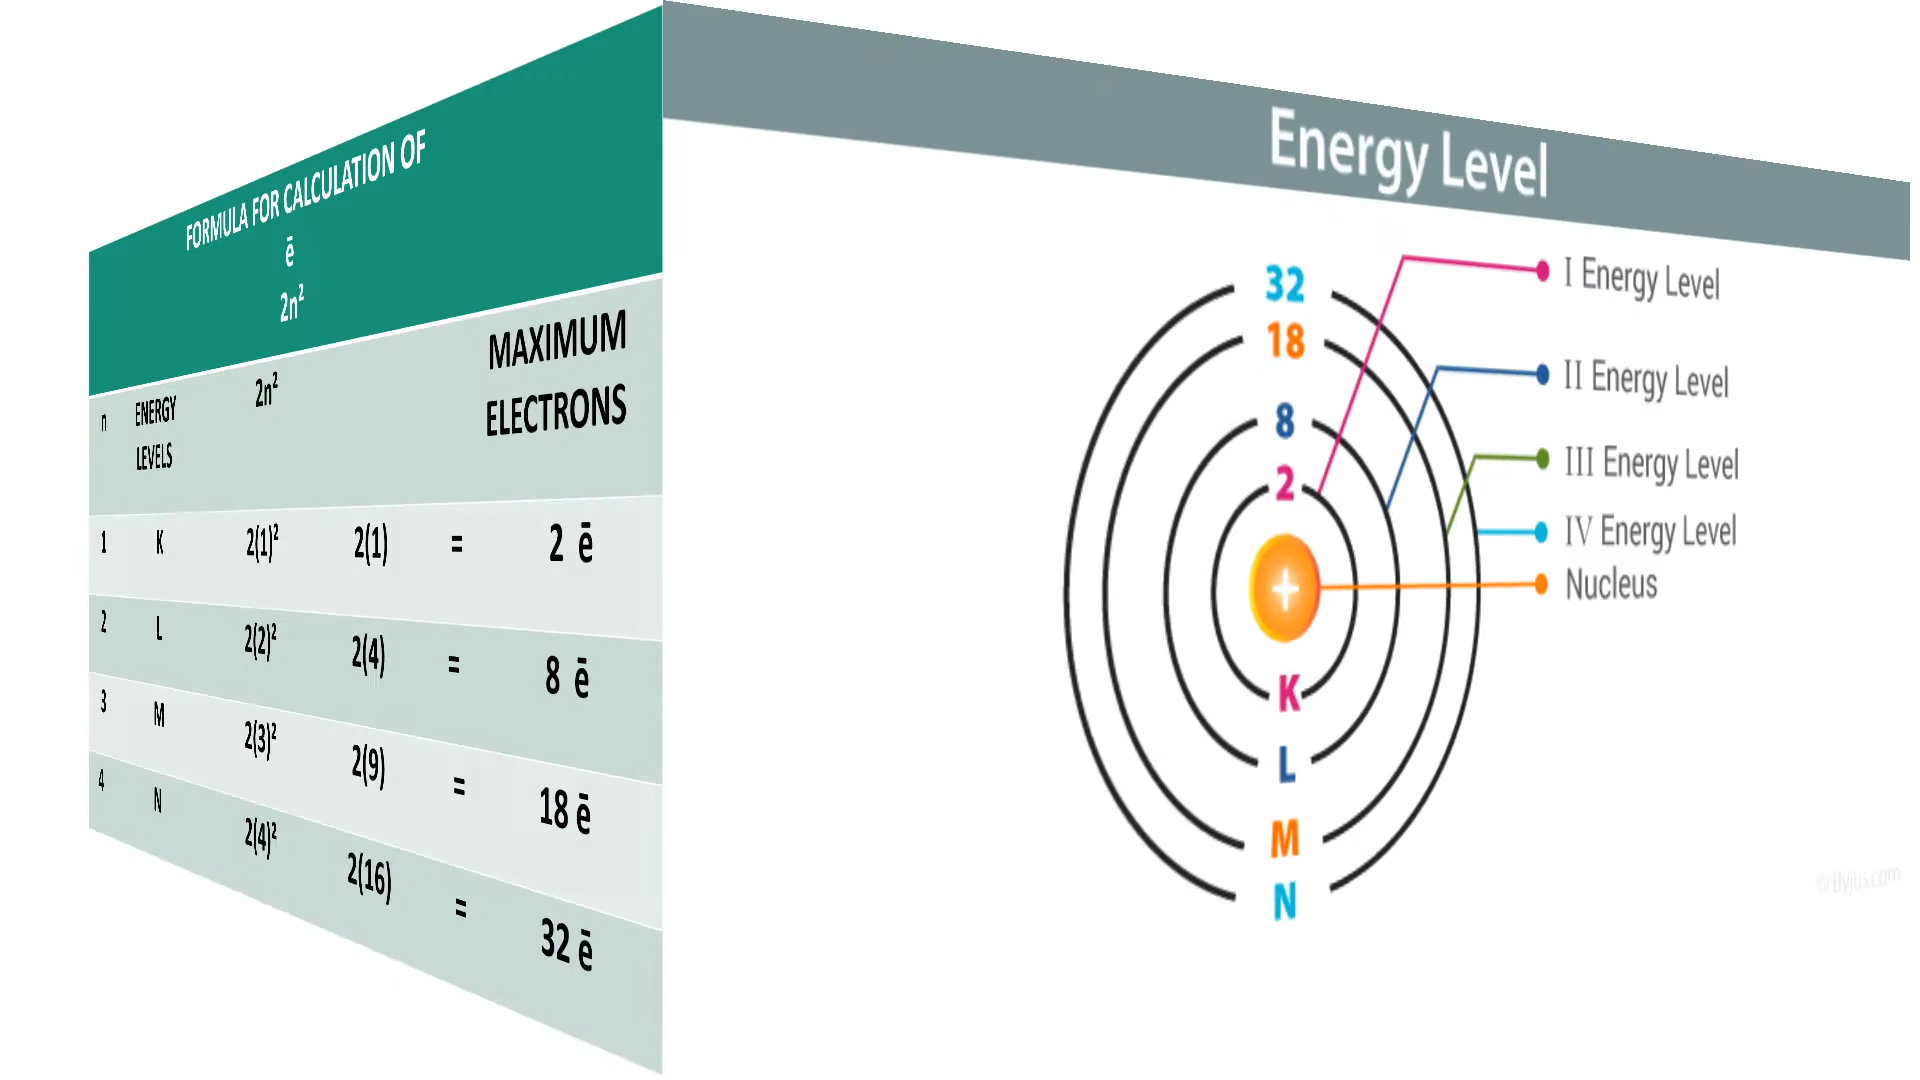 FORMULA FOR CALCULATION OF
ē
2n²
n ENERGY LEVELS 2n² MAXIMUM ELECTRONS
1 K 2(1)² 2(1) = 2 ē
2 L 2(2)² 2(4) = 8 ē
3 M 2(3)² 2(9) = 18 ē
4 N 2(4)² 2(16) = 32 ē
Energy Level
32
18
8
2
+
K
L
M
N
I Energy Level
II Energy Level
III Energy Level
IV Energy Level
Nucleus
© Byjus.com